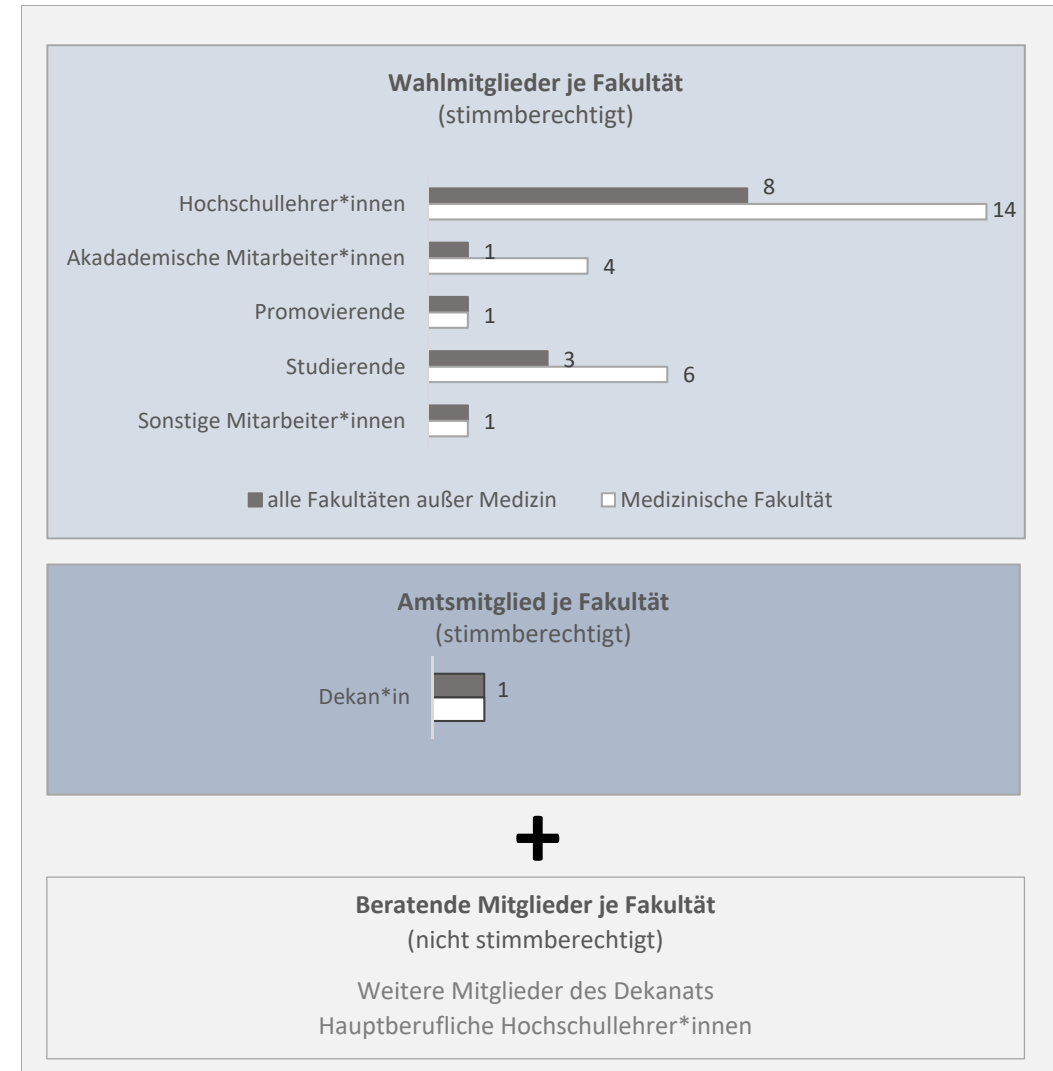 Wahlmitglieder je Fakultät
(stimmberechtigt)
Hochschullehrer*innen
8
14
Akadademische Mitarbeiter*innen
1
4
Promovierende
1
Studierende
3
6
Sonstige Mitarbeiter*innen
1
alle Fakultäten außer Medizin
Medizinische Fakultät
Amtsmitglied je Fakultät
(stimmberechtigt)
Dekan*in
1
+
Beratende Mitglieder je Fakultät
(nicht stimmberechtigt)
Weitere Mitglieder des Dekanats
Hauptberufliche Hochschullehrer*innen